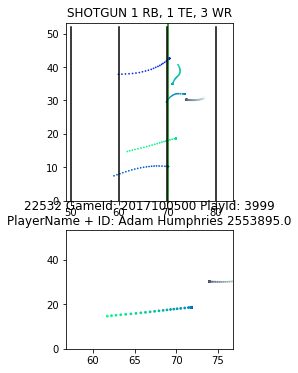 SHOTGUN 1 RB, 1 TE, 3 WR
50
40
30
20
10
0
50 60 70 80
22532 GameId: 2017100500 PlayId: 3999
PlayerName + ID: Adam Humphries 2553895.0
40
20
0
60 65 70 75